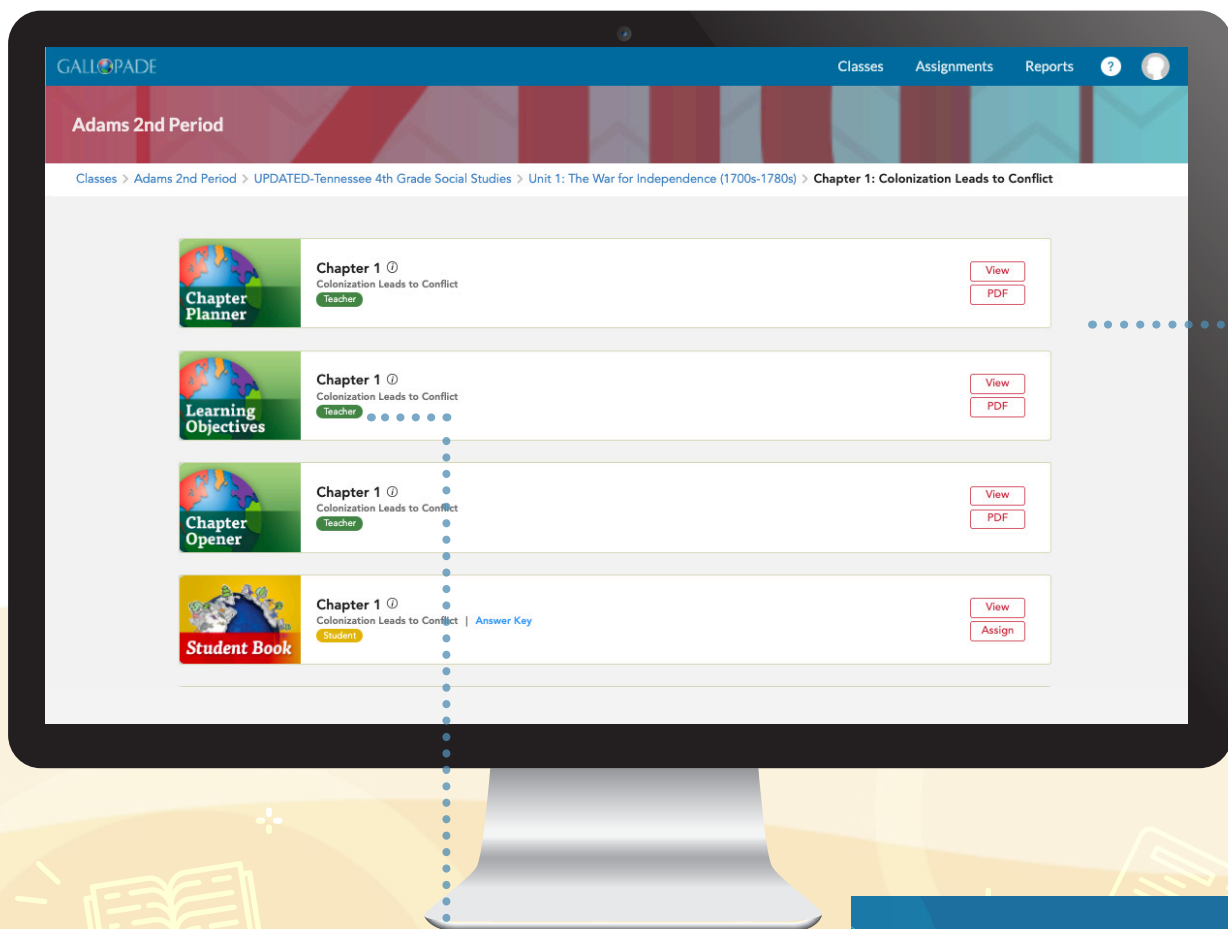 GALLOPADE
Classes Assignments Reports ?
Adams 2nd Period
Classes > Adams 2nd Period > UPDATED-Tennessee 4th Grade Social Studies > Unit 1: The War for Independence (1700s-1780s) > Chapter 1: Colonization Leads to Conflict
Chapter
Planner
Chapter 1 i
Colonization Leads to Conflict
Teacher
View
PDF
Learning
Objectives
Chapter 1 i
Colonization Leads to Conflict
Teacher
View
PDF
Chapter
Opener
Chapter 1 i
Colonization Leads to Conflict
Teacher
View
PDF
Student Book
Chapter 1 i
Colonization Leads to Conflict | Answer Key
Student
View
Assign